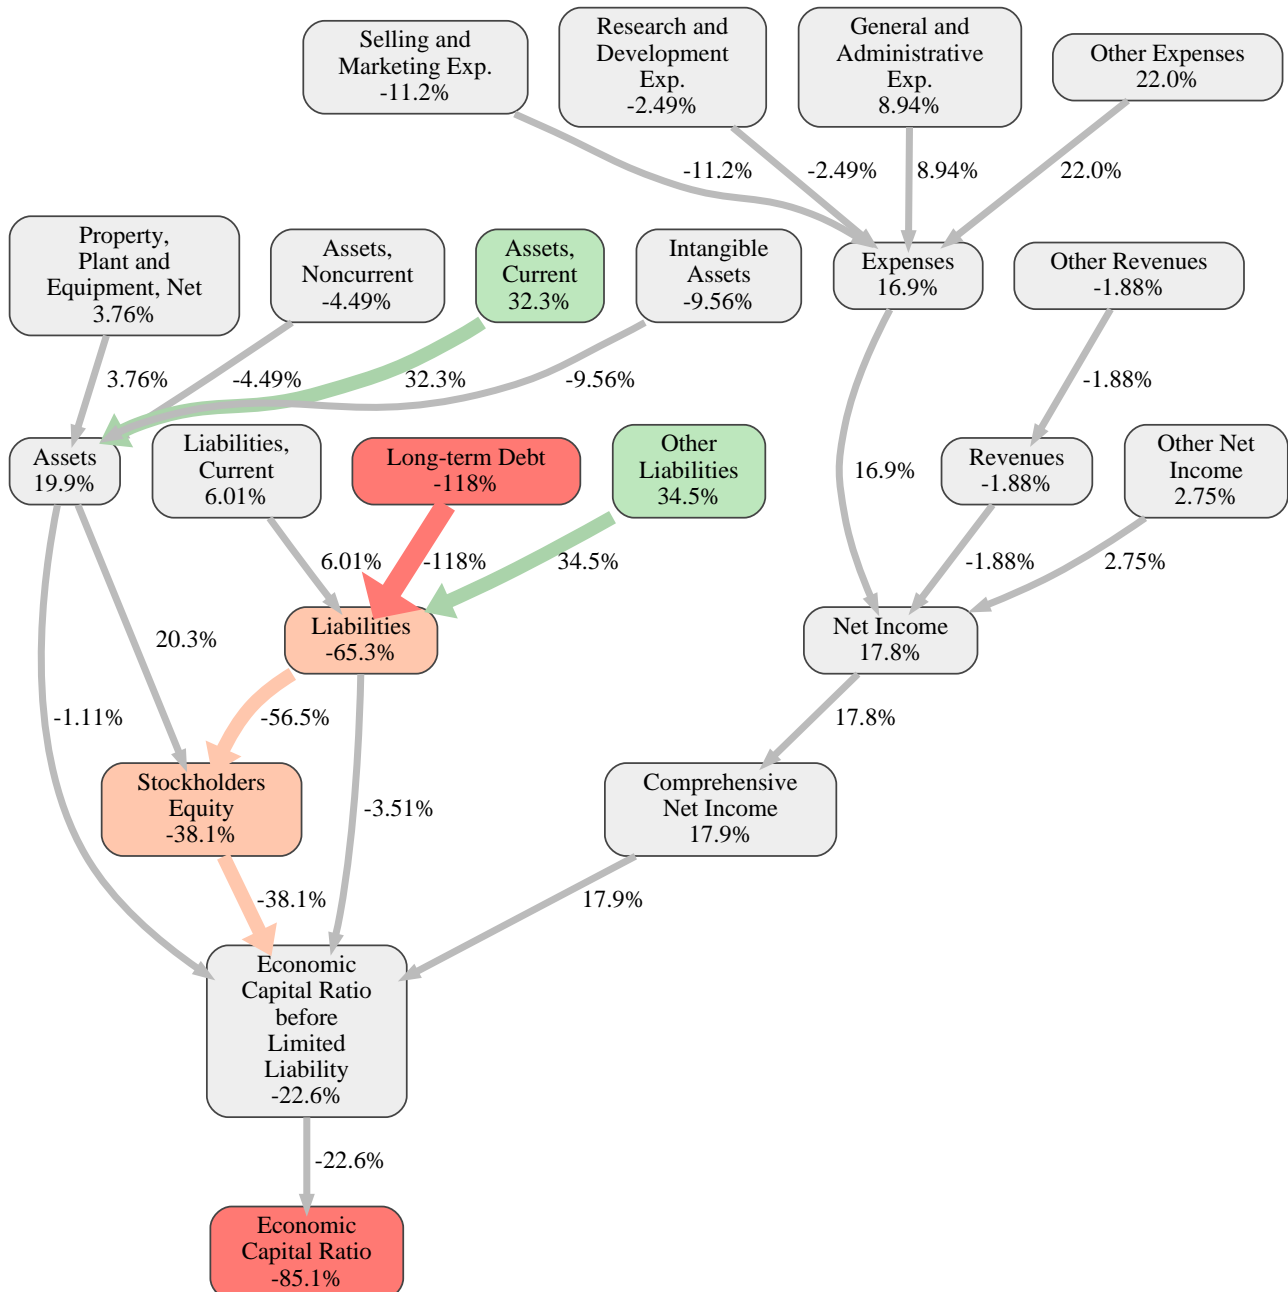 Selling and
Marketing Exp.
-11.2%
Research and
Development
Exp.
-2.49%
General and
Administrative
Exp.
8.94%
Other Expenses
22.0%
-11.2%
-2.49%
8.94%
22.0%
Property,
Plant and
Equipment, Net
3.76%
Assets,
Noncurrent
-4.49%
Assets,
Current
32.3%
Intangible
Assets
-9.56%
Expenses
16.9%
Other Revenues
-1.88%
3.76%
-4.49%
32.3%
-9.56%
-1.88%
Assets
19.9%
Liabilities,
Current
6.01%
Long-term Debt
-118%
Other
Liabilities
34.5%
16.9%
Revenues
-1.88%
Other Net
Income
2.75%
6.01%
-118%
34.5%
-1.88%
2.75%
20.3%
Liabilities
-65.3%
Net Income
17.8%
-1.11%
-56.5%
17.8%
Stockholders
Equity
-38.1%
-3.51%
Comprehensive
Net Income
17.9%
-38.1%
17.9%
Economic
Capital Ratio
before
Limited
Liability
-22.6%
-22.6%
Economic
Capital Ratio
-85.1%